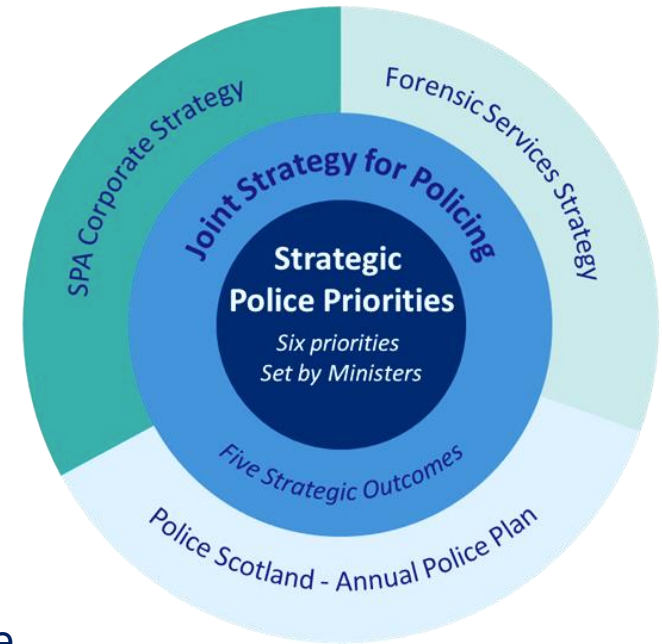 SPA Corporate Strategy
Forensic Services Strategy
Joint Strategy for Policing
Strategic
Police Priorities
Six priorities
Set by Ministers
Five Strategic Outcomes
Police Scotland - Annual Police Plan
e